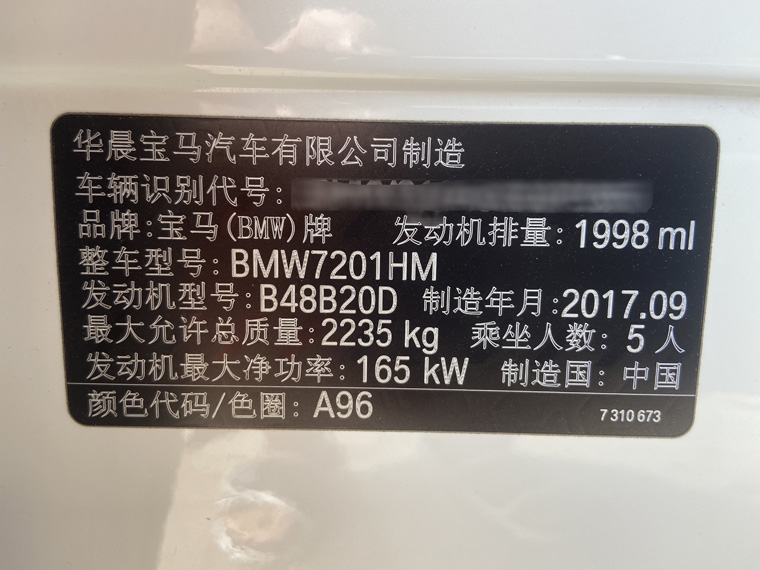 华晨宝马汽车有限公司制造
车辆识别代号:
品牌:宝马(BMW)牌 发动机排量:1998 ml
整车型号:BMW7201HM
发动机型号:B48B20D 制造年月:2017.09
最大允许总质量:2235 kg 乘坐人数:5人
发动机最大净功率:165 kW 制造国:中国
颜色代码/色圈:A96 7 310 673